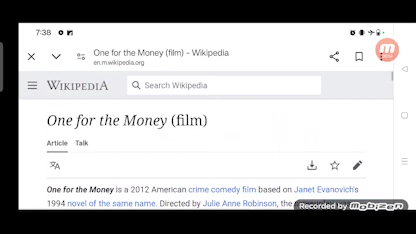 7:38
One for the Money (film) - Wikipedia
en.m.wikipedia.org
WIKIPEDIA
Search Wikipedia
One for the Money (film)
Article Talk
One for the Money is a 2012 American crime comedy film based on Janet Evanovich's
1994 novel of the same name. Directed by Julie Anne Robinson, the
Recorded by Mobizen